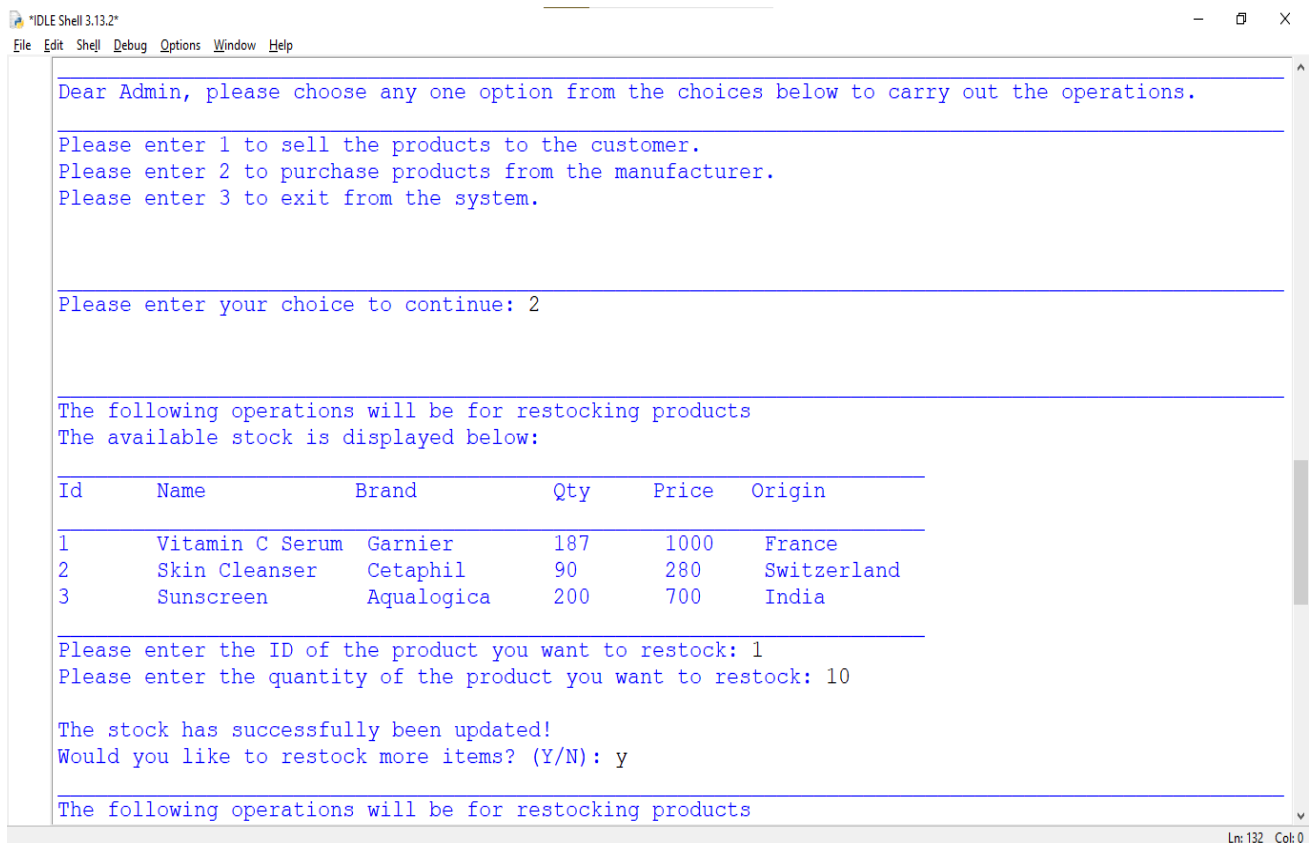 *IDLE Shell 3.13.2*
File Edit Shell Debug Options Window Help
Dear Admin, please choose any one option from the choices below to carry out the operations.
Please enter 1 to sell the products to the customer.
Please enter 2 to purchase products from the manufacturer.
Please enter 3 to exit from the system.
Please enter your choice to continue: 2
The following operations will be for restocking products
The available stock is displayed below:
Id Name Brand Qty Price Origin
1 Vitamin C Serum Garnier 187 1000 France
2 Skin Cleanser Cetaphil 90 280 Switzerland
3 Sunscreen Aqualogica 200 700 India
Please enter the ID of the product you want to restock: 1
Please enter the quantity of the product you want to restock: 10
The stock has successfully been updated!
Would you like to restock more items? (Y/N): y
The following operations will be for restocking products
Ln: 132 Col: 0